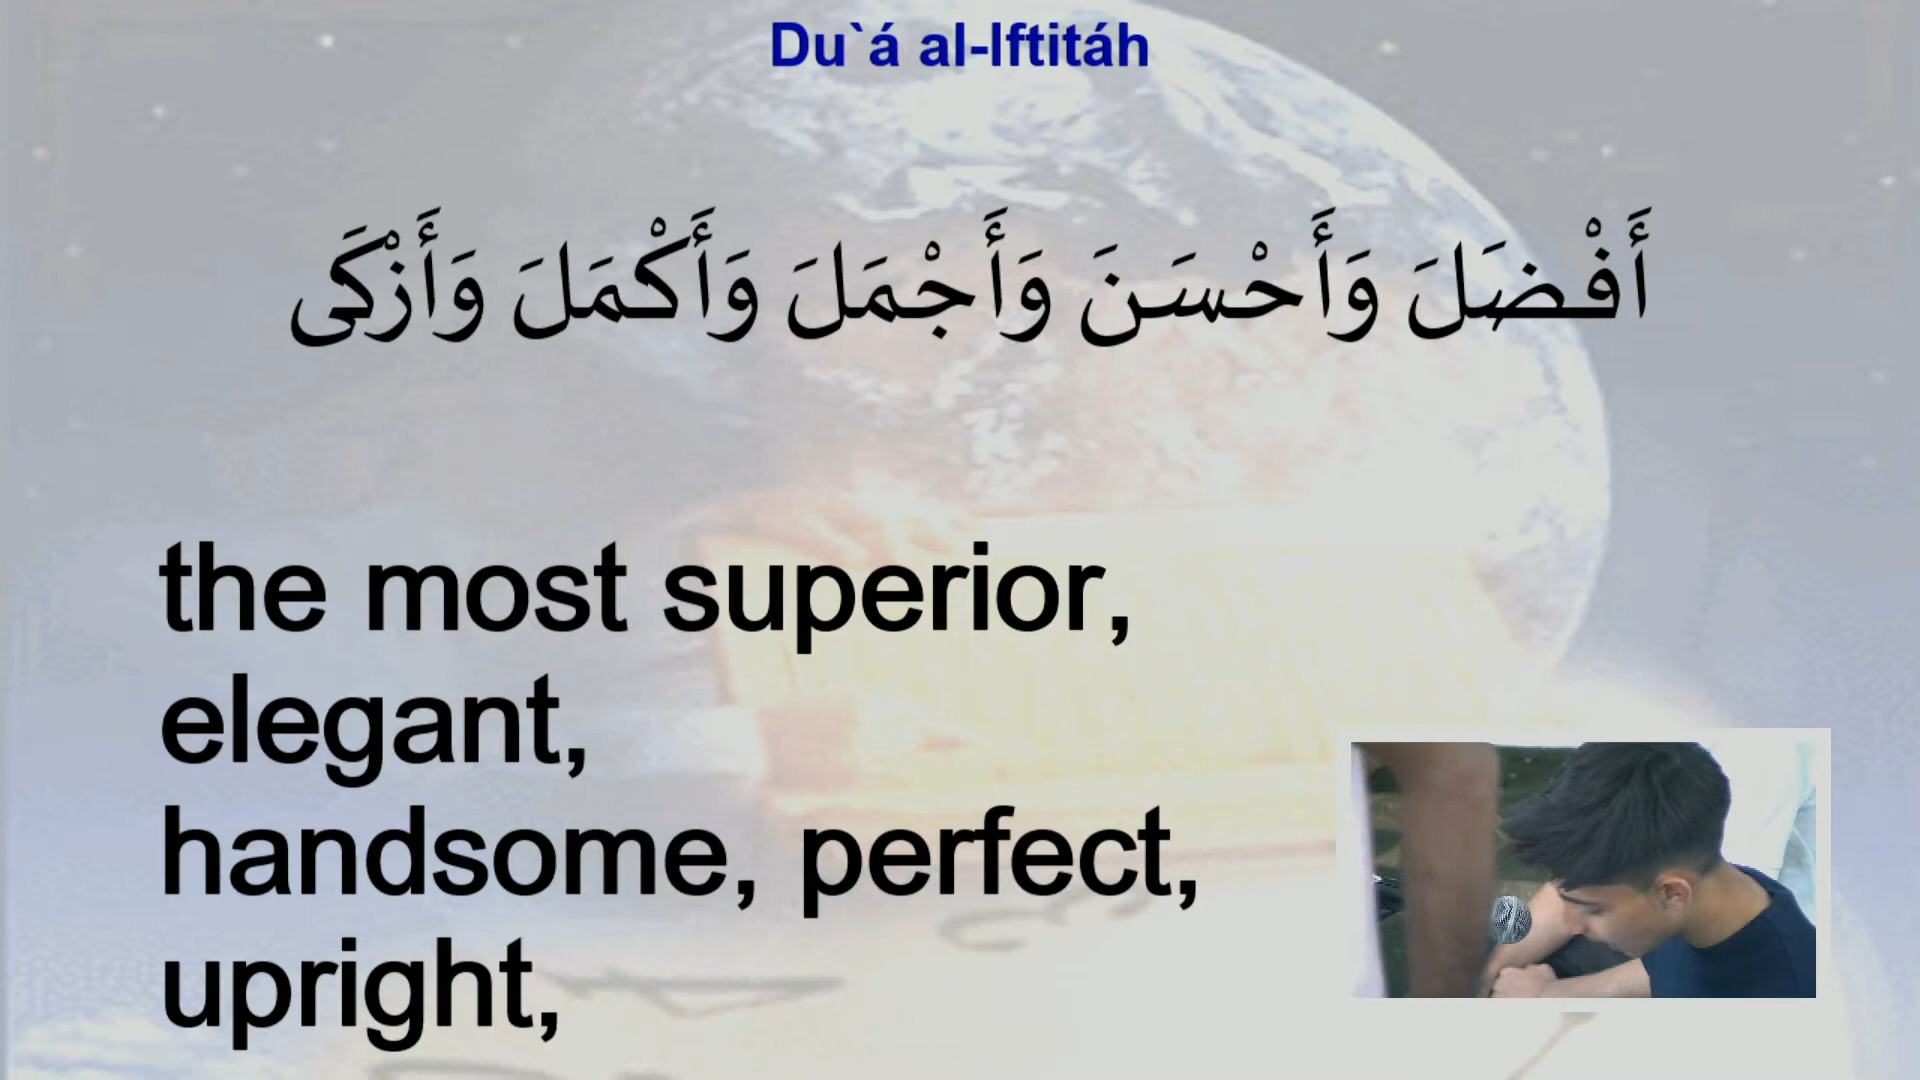 Du`á al-Iftitáh
أَفْضَلَ وَأَحْسَنَ وَأَجْمَلَ وَأَكْمَلَ وَأَزْكَى
the most superior,
elegant,
handsome, perfect,
upright,